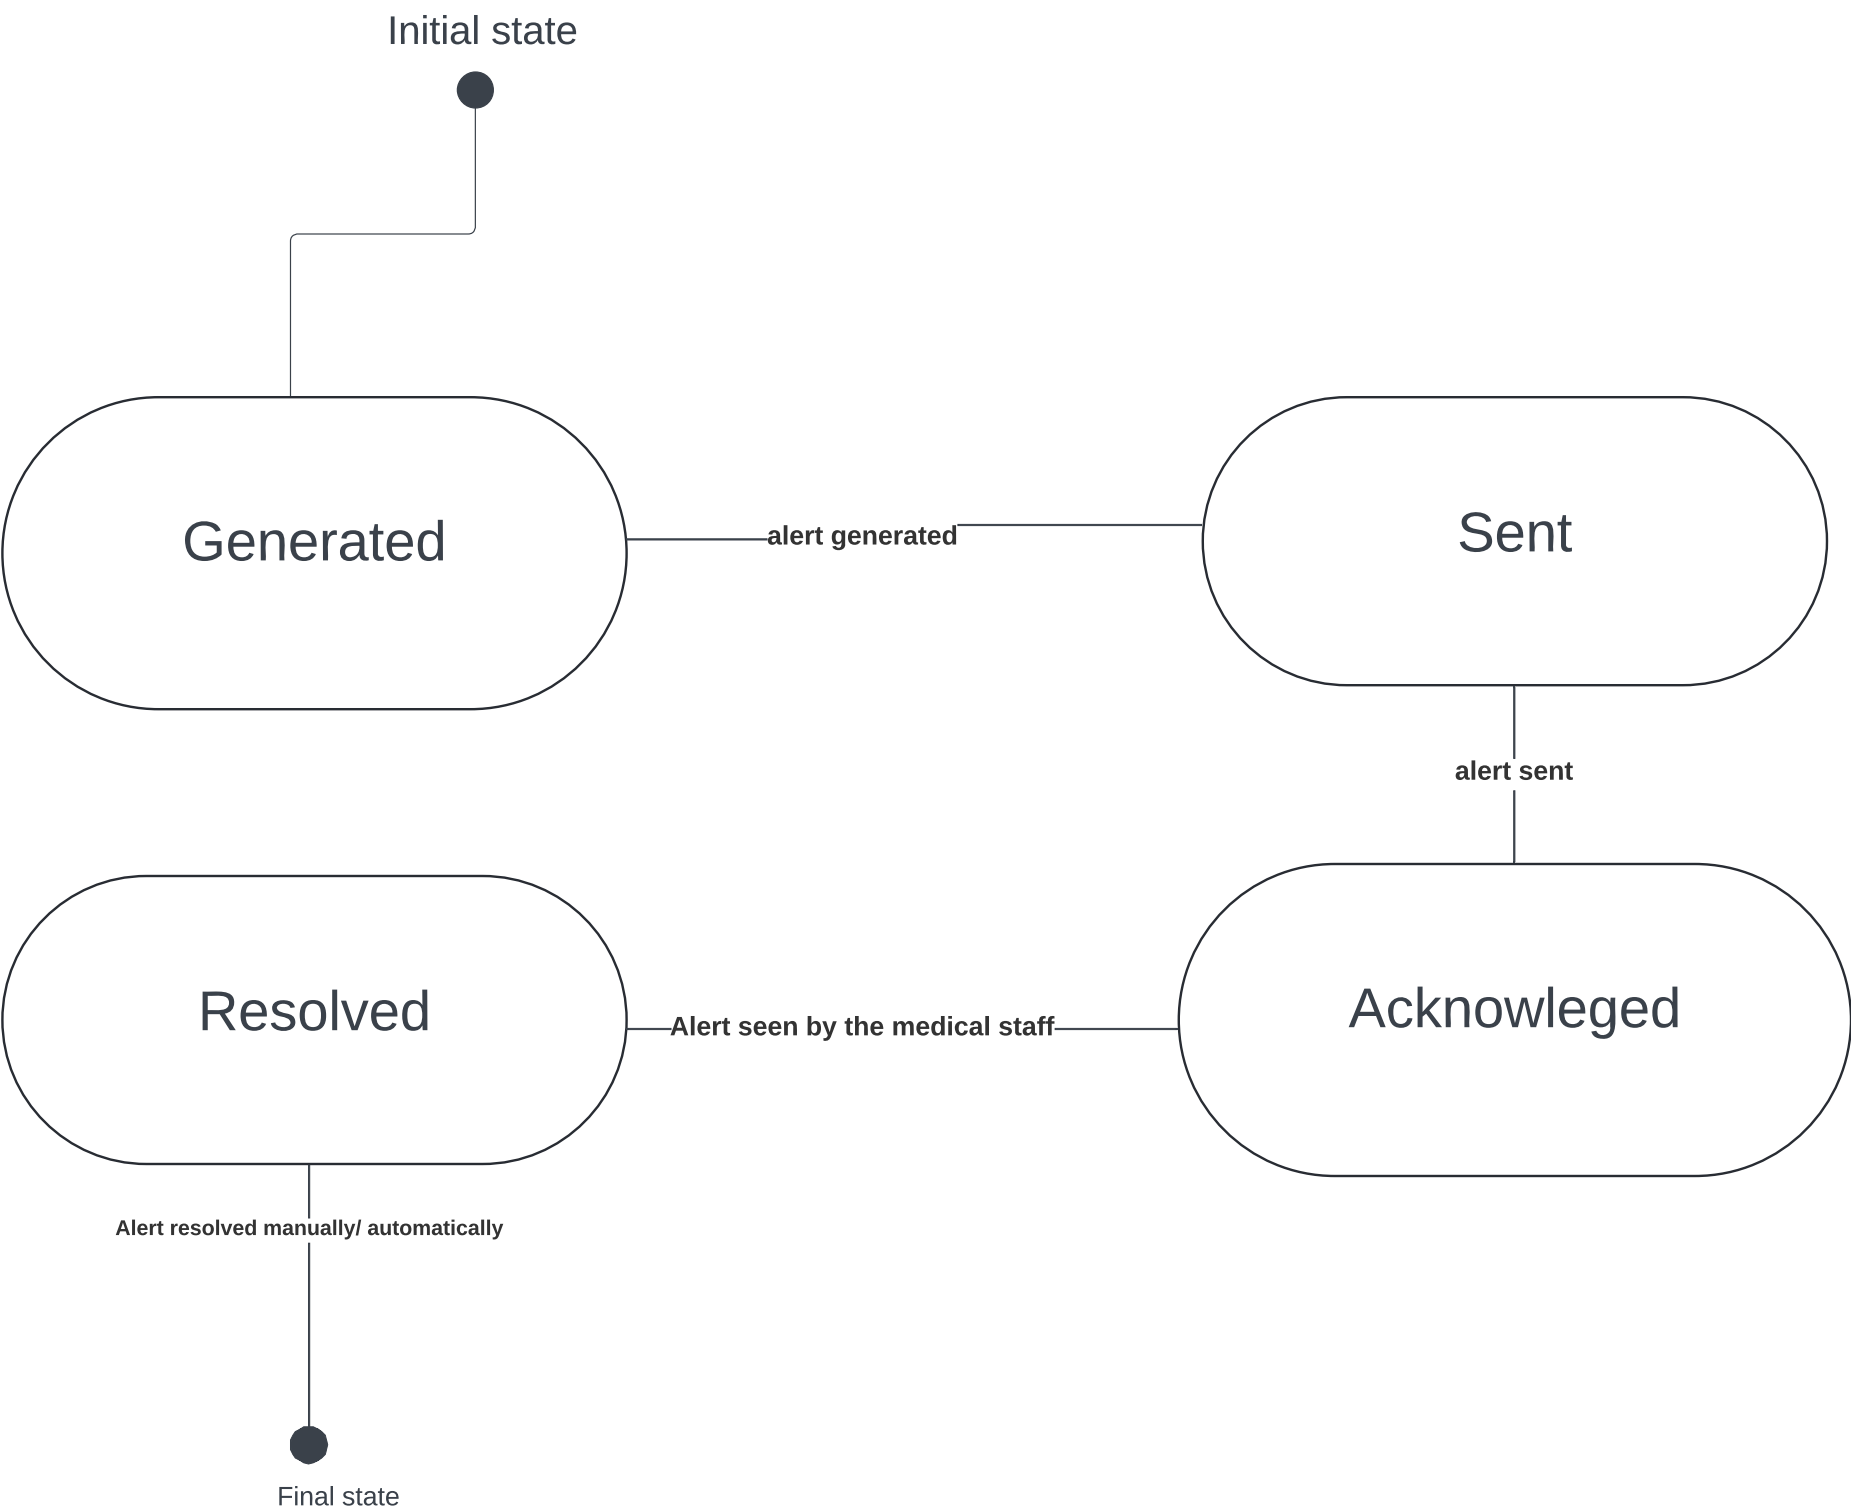 Initial state
Generated
alert generated
Sent
alert sent
Resolved
Alert seen by the medical staff
Acknowleged
Alert resolved manually/ automatically
Final state